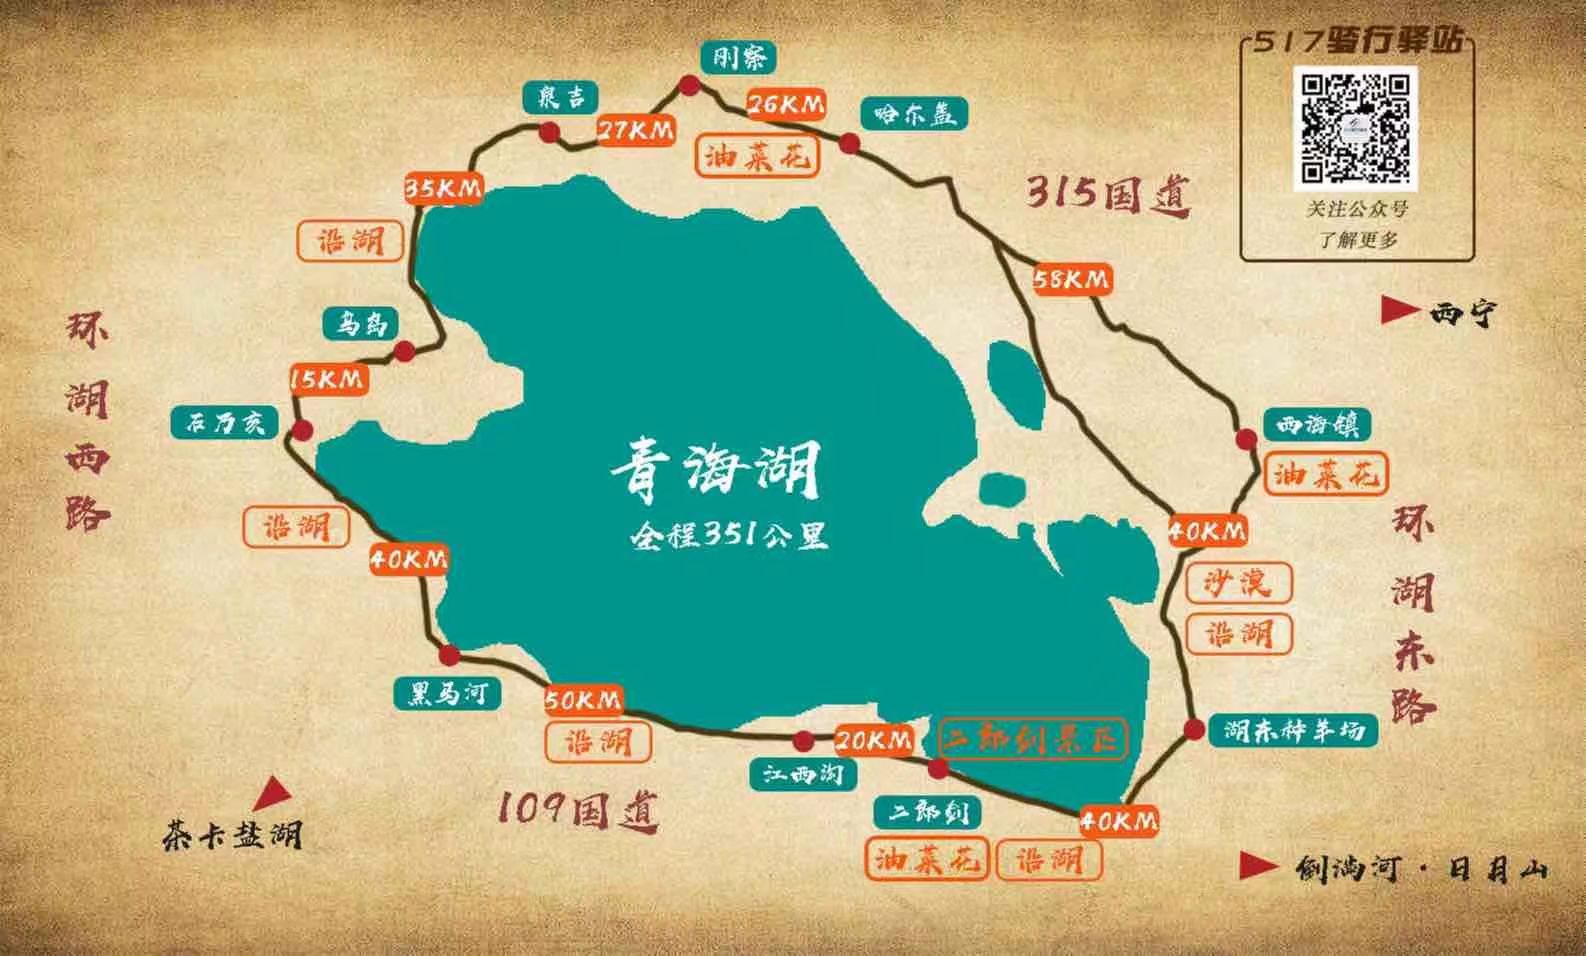 517骑行驿站
关注公众号
了解更多
刚察
泉吉
26KM
哈尔盖
27KM
油菜花
35KM
315国道
沿湖
58KM
西宁
鸟岛
15KM
石乃亥
西海镇
油菜花
环湖西路
青海湖
全程351公里
沿湖
40KM
40KM
沙漠
沿湖
环湖东路
黑马河
50KM
沿湖
湖东种羊场
江西沟
20KM
二郎剑景区
二郎剑
40KM
油菜花
沿湖
109国道
茶卡盐湖
倒淌河·日月山